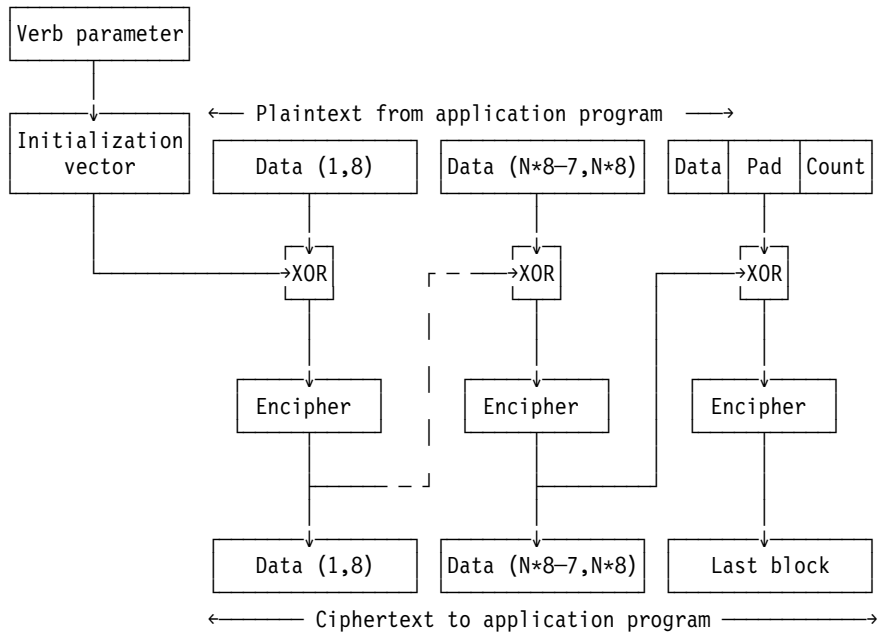 Verb parameter
← Plaintext from application program →
Initialization
vector
Data (1,8)
Data (N*8–7,N*8)
Data Pad Count
XOR
XOR
XOR
Encipher
Encipher
Encipher
Data (1,8)
Data (N*8–7,N*8)
Last block
← Ciphertext to application program →